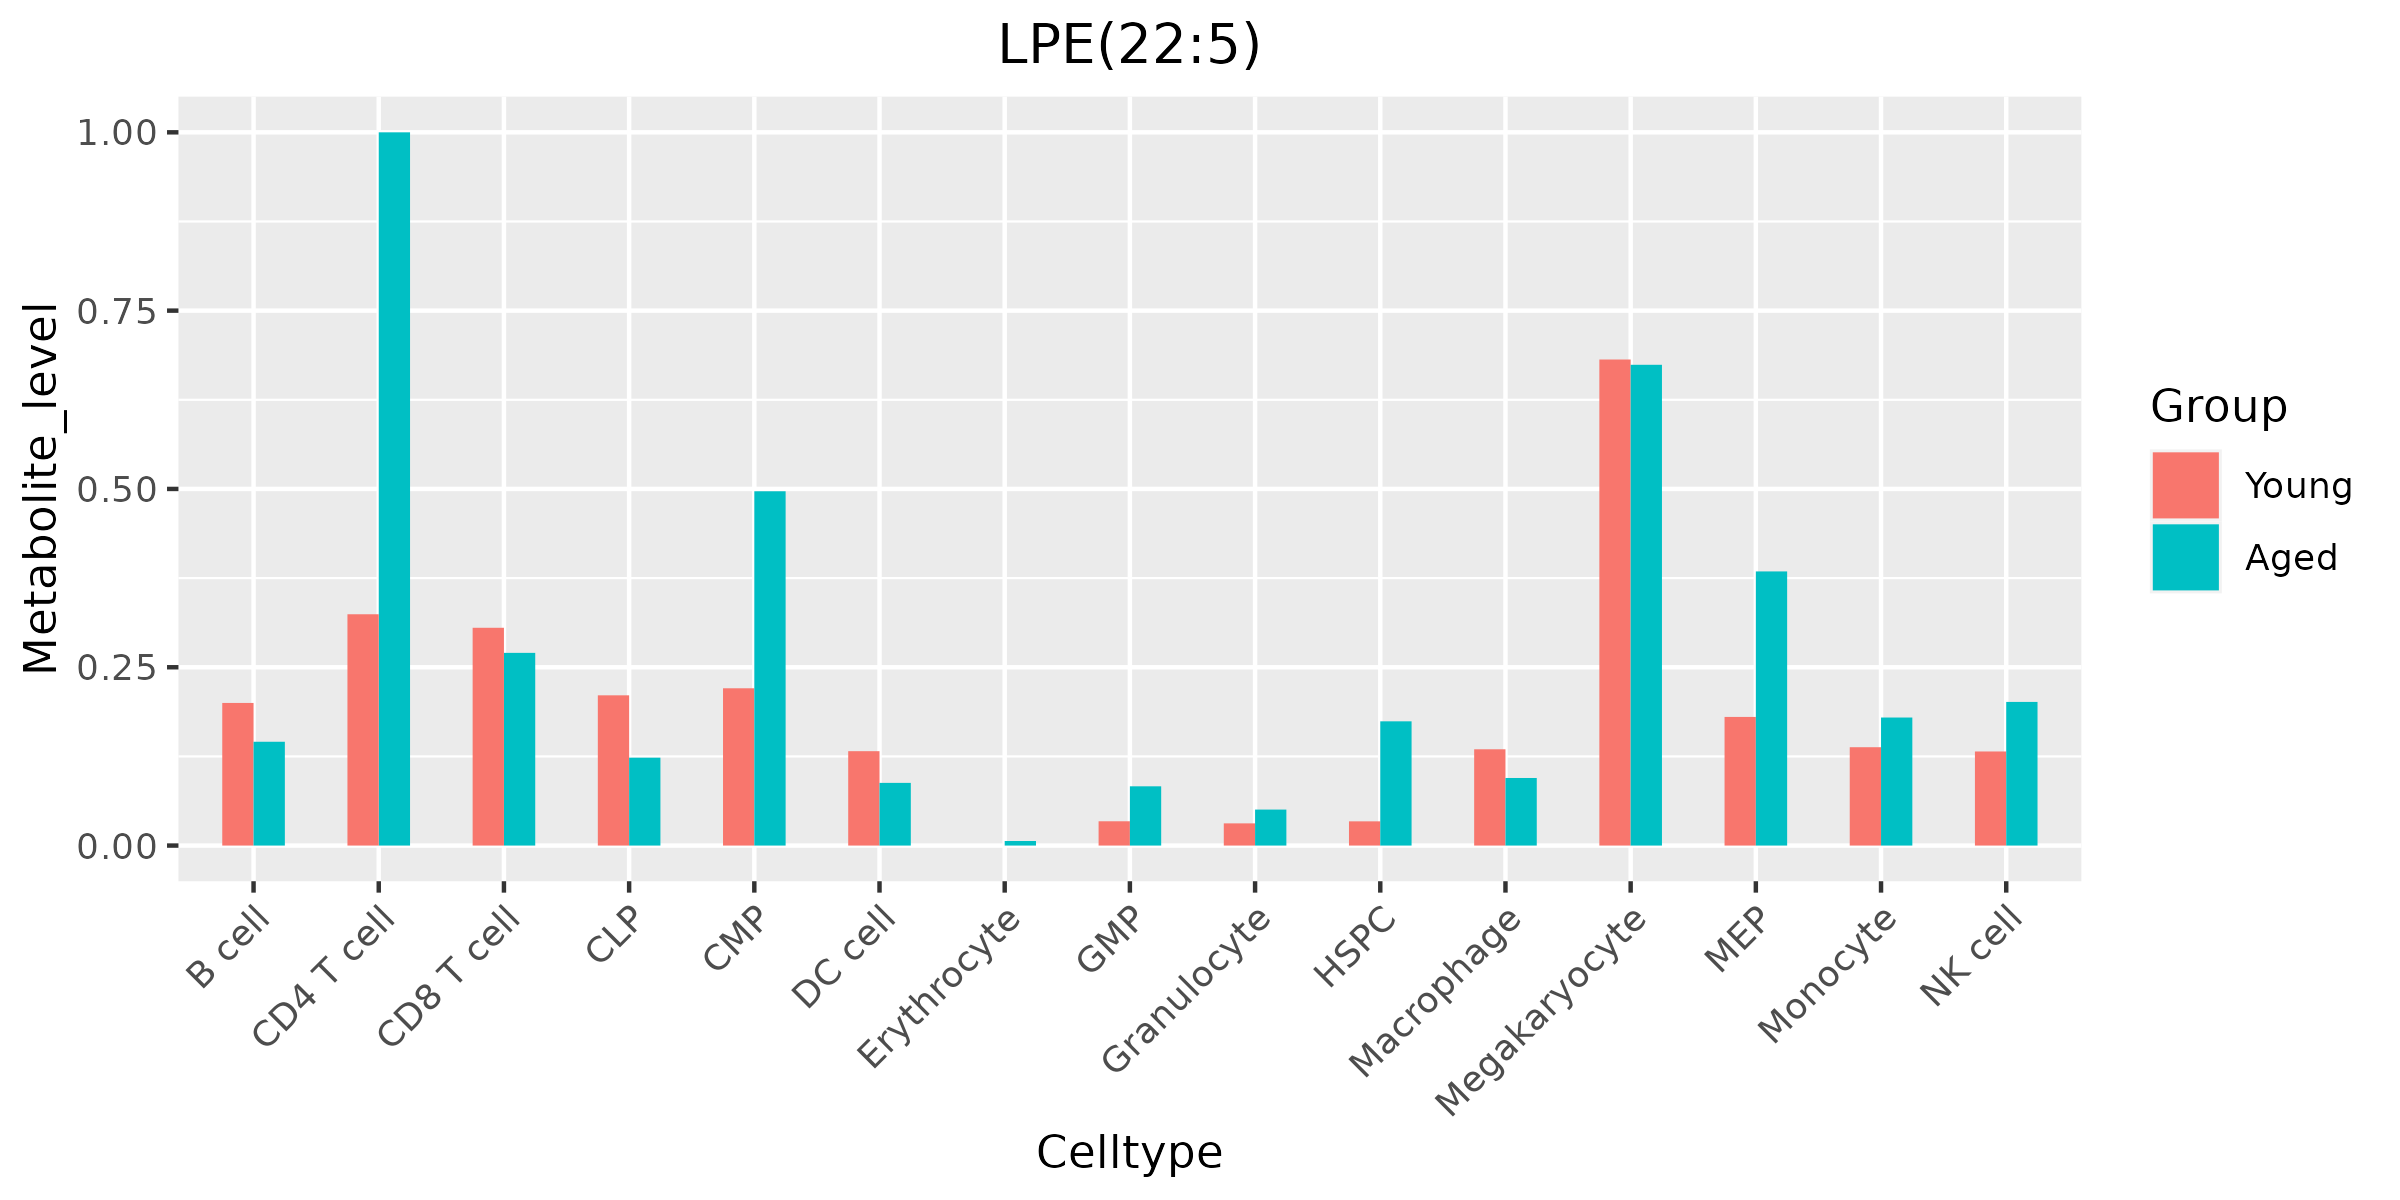 LPE(22:5)
Metabolite_level
1.00
0.75
0.50
0.25
0.00
B cell
CD4 T cell
CD8 T cell
CLP
CMP
DC cell
Erythrocyte
GMP
Granulocyte
HSPC
Macrophage
Megakaryocyte
MEP
Monocyte
NK cell
Celltype
Group
Young
Aged